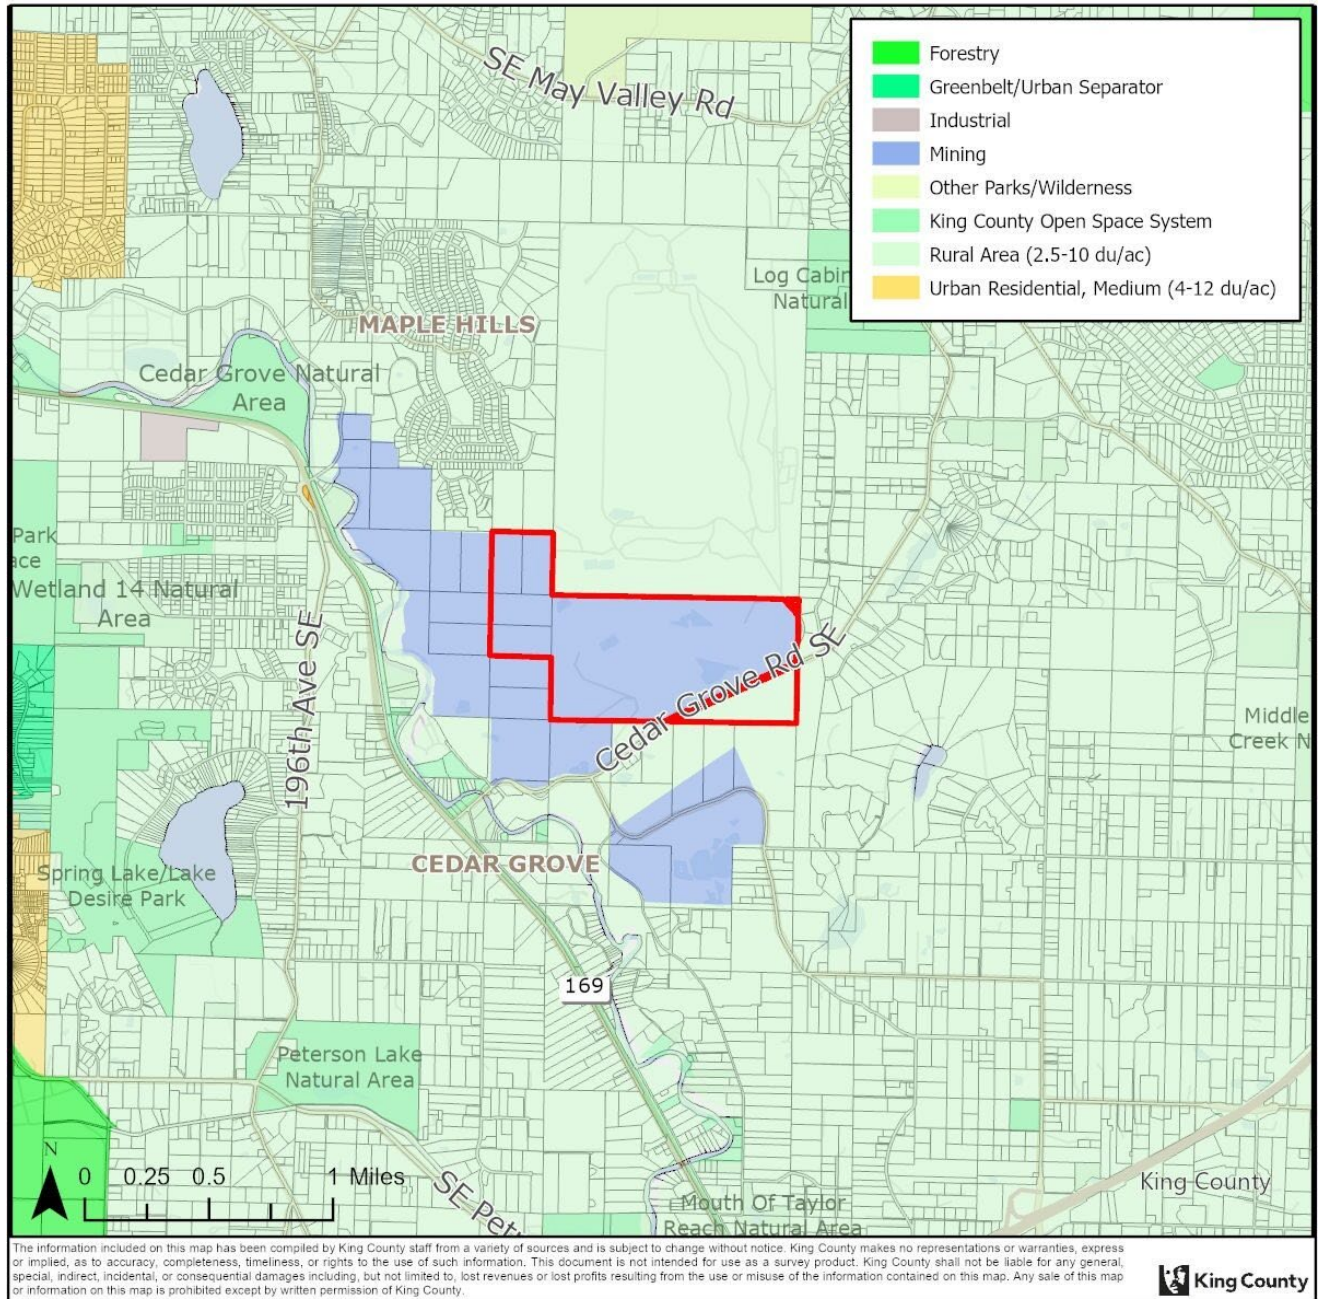 SE May Valley Rd
Forestry
Greenbelt/Urban Separator
Industrial
Mining
Other Parks/Wilderness
King County Open Space System
Rural Area (2.5-10 du/ac)
Urban Residential, Medium (4-12 du/ac)
Log Cabin
Natural
MAPLE HILLS
Cedar Grove Natural
Area
Park
ace
Wetland 14 Natural
Area
196th Ave SE
Cedar Grove Rd SE
Middle
Creek N
CEDAR GROVE
Spring Lake/Lake
Desire Park
169
Peterson Lake
Natural Area
N
0 0.25 0.5 1 Miles
SE Pet
King County
Mouth Of Taylor
Reach Natural Area
The information included on this map has been compiled by King County staff from a variety of sources and is subject to change without notice. King County makes no representations or warranties, express
or implied, as to accuracy, completeness, timeliness, or rights to the use of such information. This document is not intended for use as a survey product. King County shall not be liable for any general,
special, indirect, incidental, or consequential damages including, but not limited to, lost revenues or lost profits resulting from the use or misuse of the information contained on this map. Any sale of this map
or information on this map is prohibited except by written permission of King County.
King County